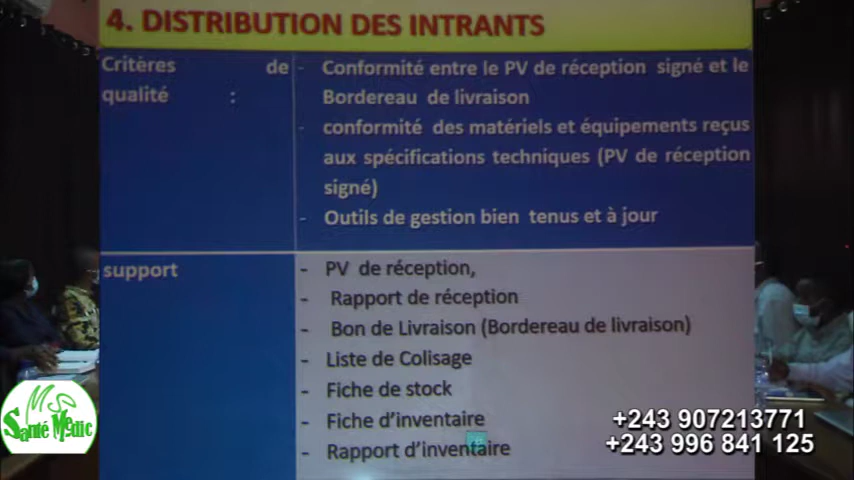 4. DISTRIBUTION DES INTRANTS
Critères de
qualité :
- Conformité entre le PV de réception signé et le
Bordereau de livraison
- conformité des matériels et équipements reçus
aux spécifications techniques (PV de réception
signé)
- Outils de gestion bien tenus et à jour
support
- PV de réception,
- Rapport de réception
- Bon de Livraison (Bordereau de livraison)
- Liste de Colisage
- Fiche de stock
- Fiche d'inventaire
- Rapport d'inventaire
MSD
Santé Medic
+243 907213771
+243 996 841 125